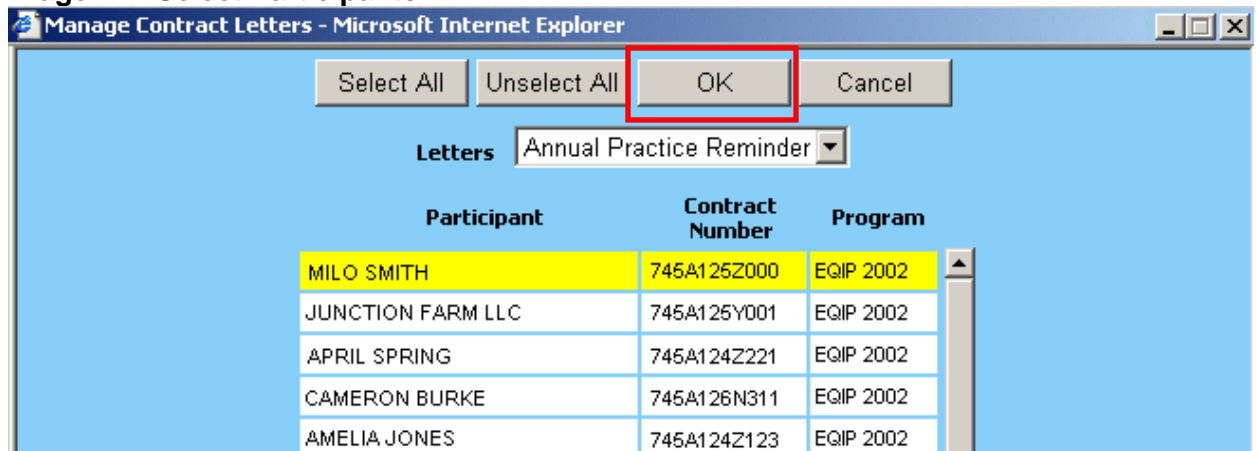 Manage Contract Letters - Microsoft Internet Explorer
Select All Unselect All OK Cancel
Letters Annual Practice Reminder
Participant Contract Number Program
MILO SMITH 745A125Z000 EQIP 2002
JUNCTION FARM LLC 745A125Y001 EQIP 2002
APRIL SPRING 745A124Z221 EQIP 2002
CAMERON BURKE 745A126N311 EQIP 2002
AMELIA JONES 745A124Z123 EQIP 2002